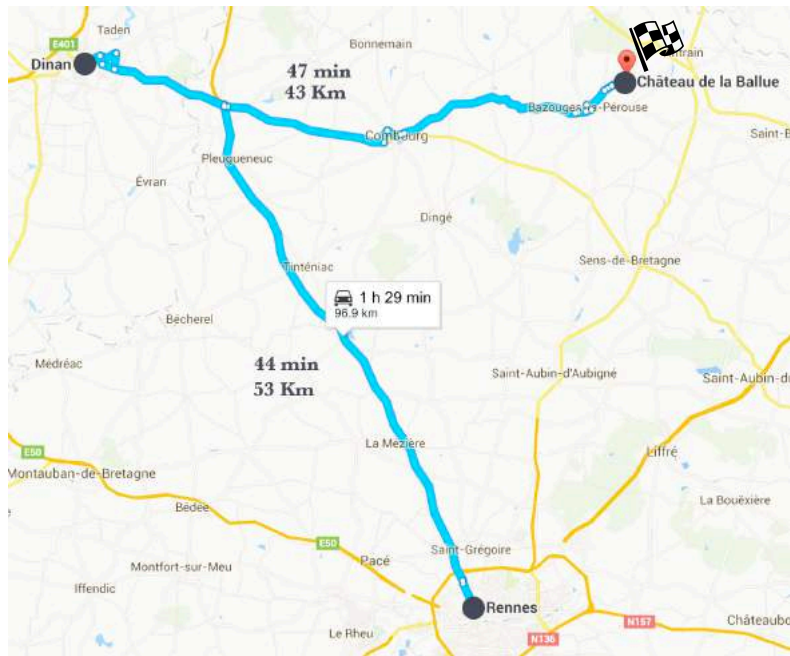 Taden
E401
Bonnemain
Dinan
47 min
43 Km
Château de la Ballue
Bazouges-la-Pérouse
Combourg
Saint-B
Pleugueneuc
Évran
Dingé
Sens-de-Bretagne
Tinténiac
1 h 29 min
96.9 km
Bécherel
Médréac
44 min
53 Km
Saint-Aubin-d'Aubigné
Saint-Aubin-du
La Mezière
E50
Liffré
Montauban-de-Bretagne
La Bouëxière
Bédée
E50
Saint-Grégoire
Pacé
Montfort-sur-Meu
Iffendic
Rennes
Le Rheu
N136
N157
Châteaubo